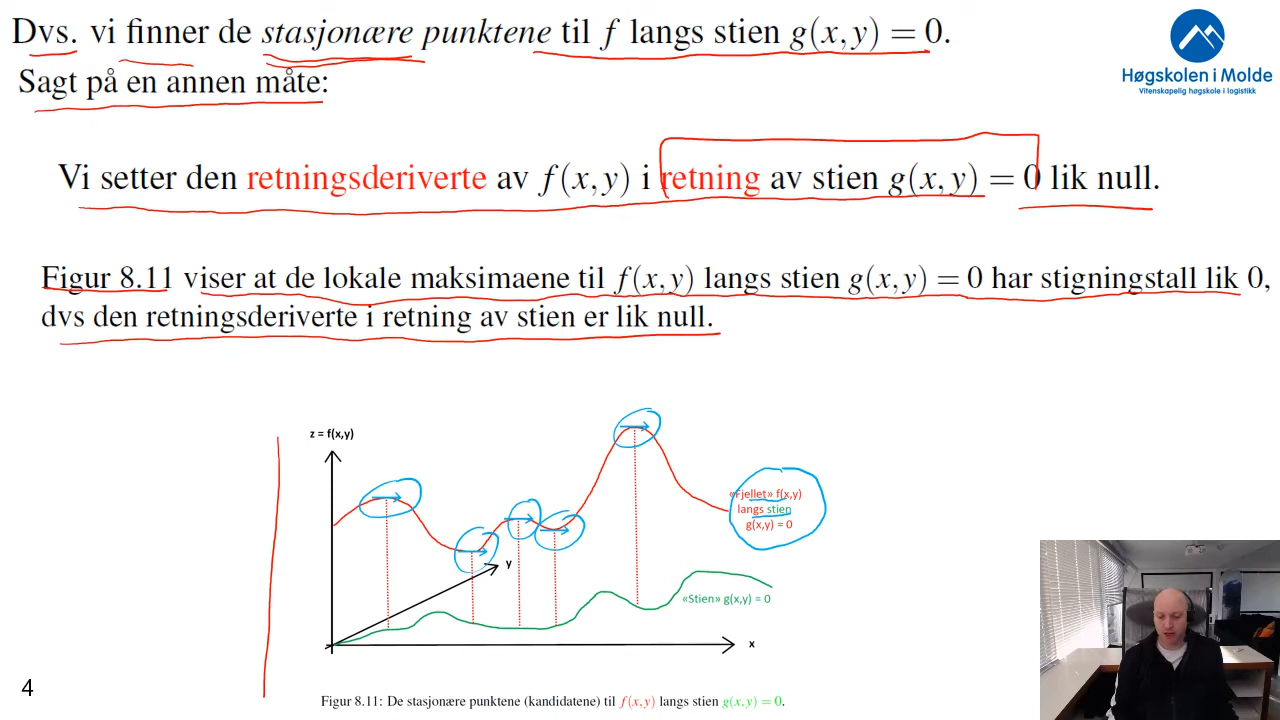 Dvs. vi finner de stasjonære punktene til f langs stien g(x,y) = 0.
Sagt på en annen måte:
Høgskolen i Molde
Vitenskapelig høgskole i logistikk
Vi setter den retningsderiverte av f(x,y) i retning av stien g(x,y) = 0 lik null.
Figur 8.11 viser at de lokale maksimaene til f(x,y) langs stien g(x,y) = 0 har stigningstall lik 0,
dvs den retningsderiverte i retning av stien er lik null.
z = f(x,y)
«Fjellet» f(x,y)
langs stien
g(x,y) = 0
y
«Stien» g(x,y) = 0
x
4
Figur 8.11: De stasjonære punktene (kandidatene) til f(x,y) langs stien g(x,y) = 0.